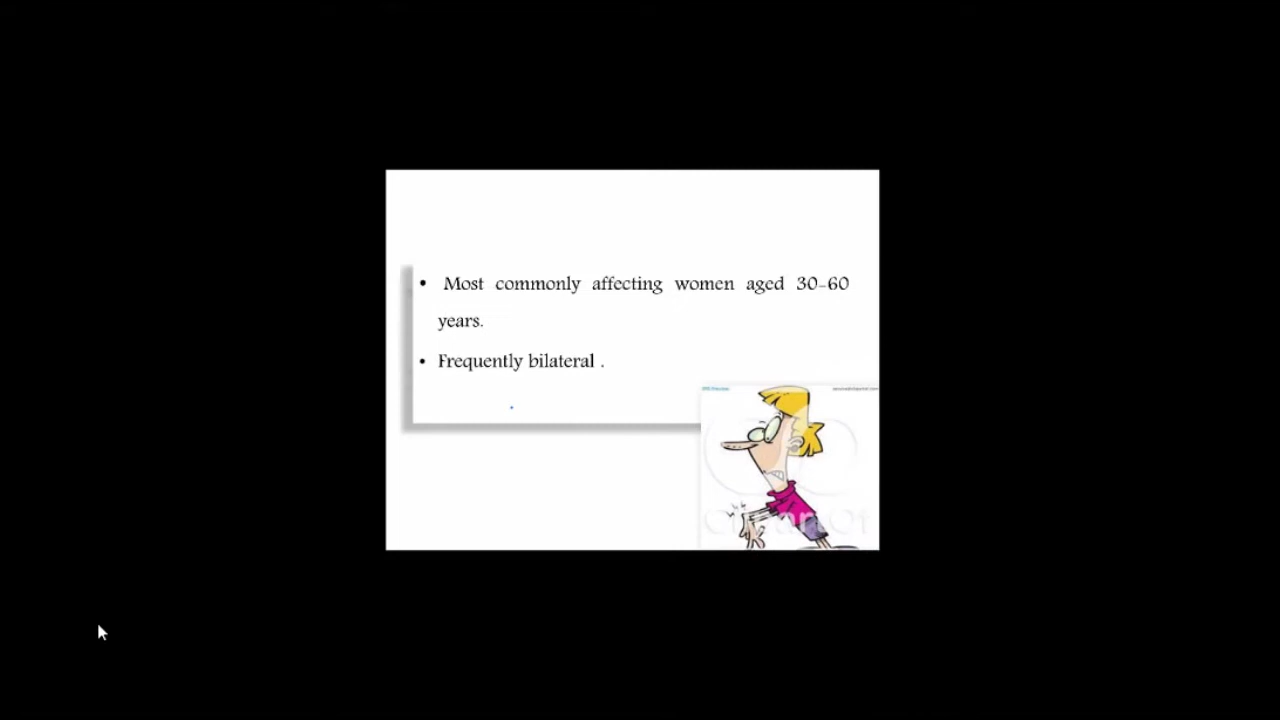 • Most commonly affecting women aged 30-60
years.
• Frequently bilateral .